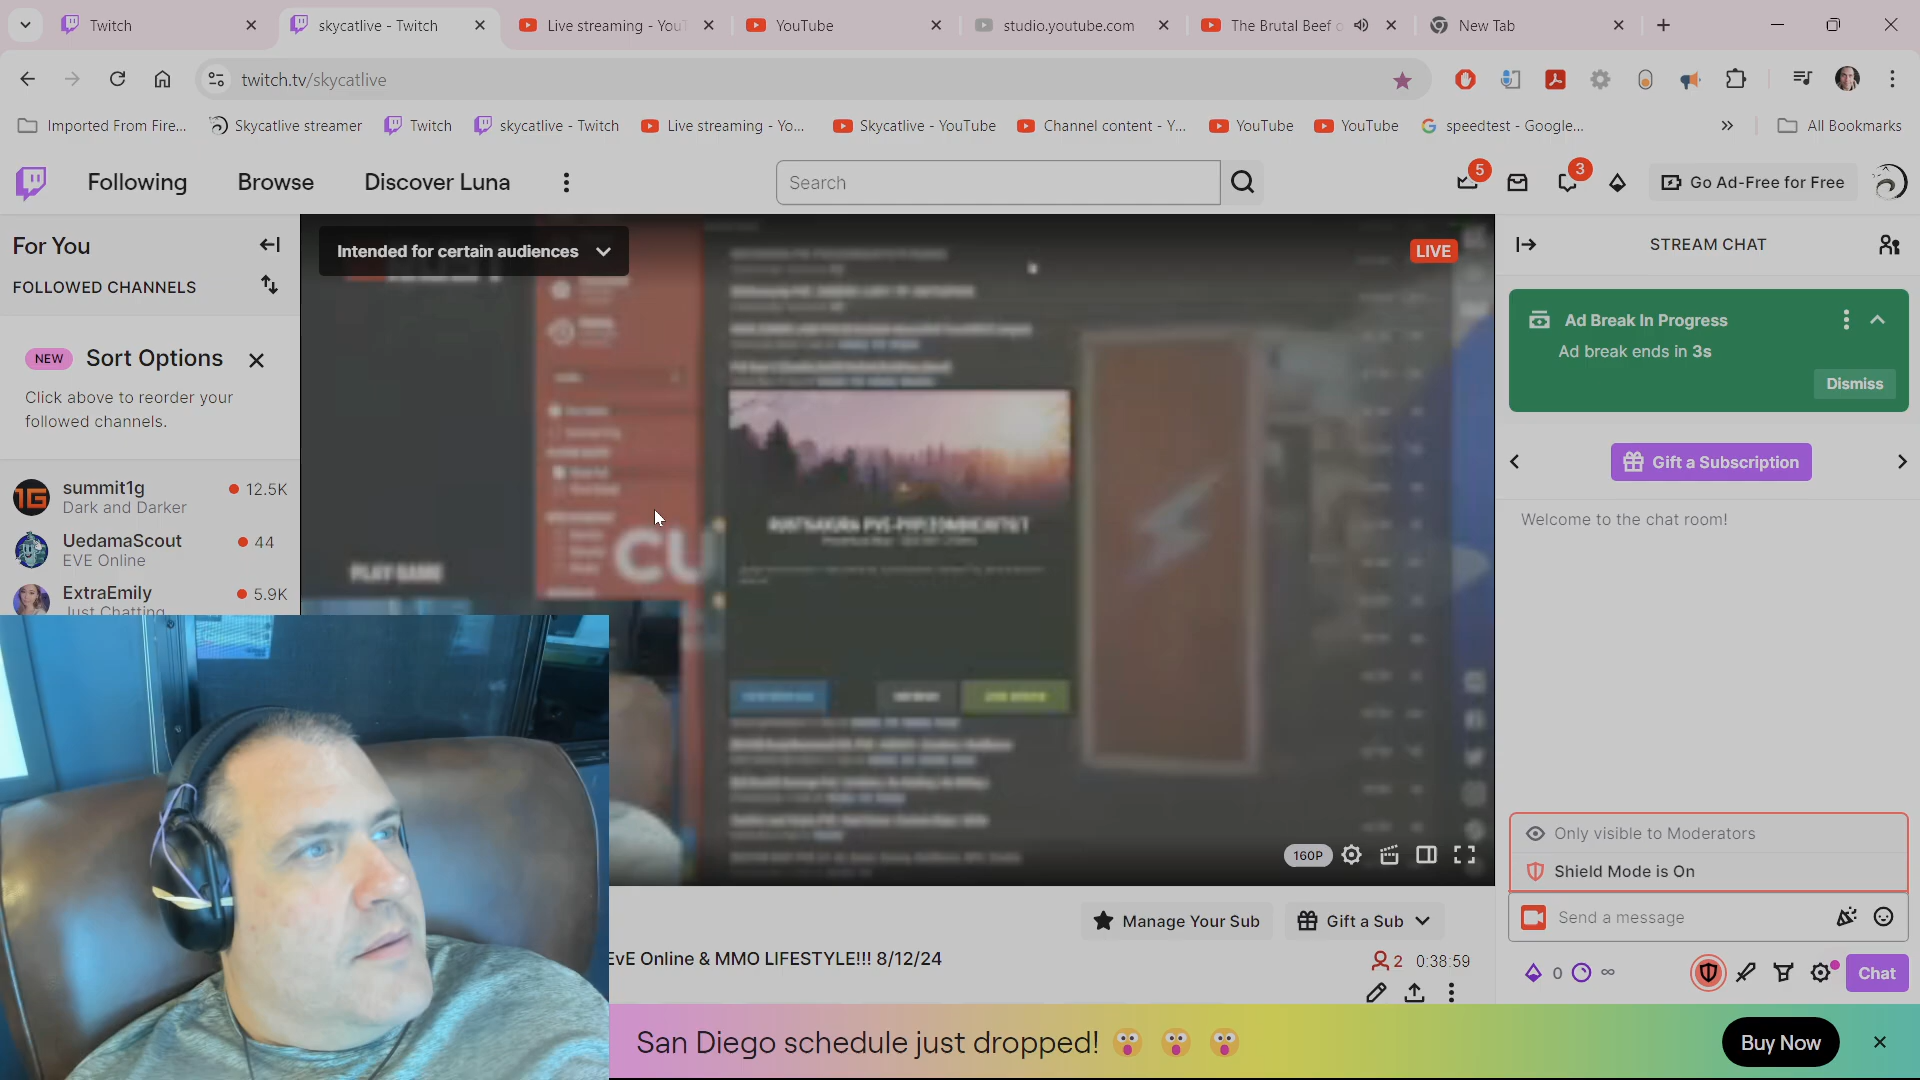 Twitch
skycatlive - Twitch
Live streaming - YouT
YouTube
studio.youtube.com
The Brutal Beef o
New Tab
twitch.tv/skycatlive
Imported From Fire...
Skycatlive streamer
Twitch
skycatlive - Twitch
Live streaming - Yo...
Skycatlive - YouTube
Channel content - Y...
YouTube
YouTube
speedtest - Google...
All Bookmarks
Following
Browse
Discover Luna
Search
5
3
Go Ad-Free for Free
For You
FOLLOWED CHANNELS
NEW
Sort Options
Click above to reorder your
followed channels.
1G
summit1g
12.5K
Dark and Darker
UedamaScout
44
EVE Online
ExtraEmily
5.9K
Just Chatting
Intended for certain audiences
LIVE
PLAY GAME
CU
160P
STREAM CHAT
Ad Break In Progress
Ad break ends in 3s
Dismiss
Gift a Subscription
Welcome to the chat room!
Only visible to Moderators
Shield Mode is On
Send a message
0
∞
Chat
Manage Your Sub
Gift a Sub
EvE Online & MMO LIFESTYLE!!! 8/12/24
2
0:38:59
San Diego schedule just dropped! 😲 😲 😲
Buy Now